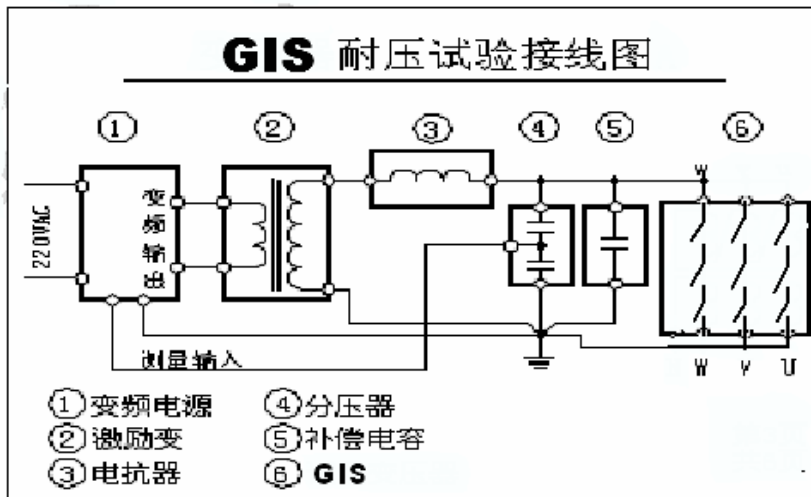 GIS 耐压试验接线图
① ② ③ ④ ⑤ ⑥
W
220VAC
变频输出
测量输入
W V U
① 变频电源 ④ 分压器
② 激励变 ⑤ 补偿电容
③ 电抗器 ⑥ GIS